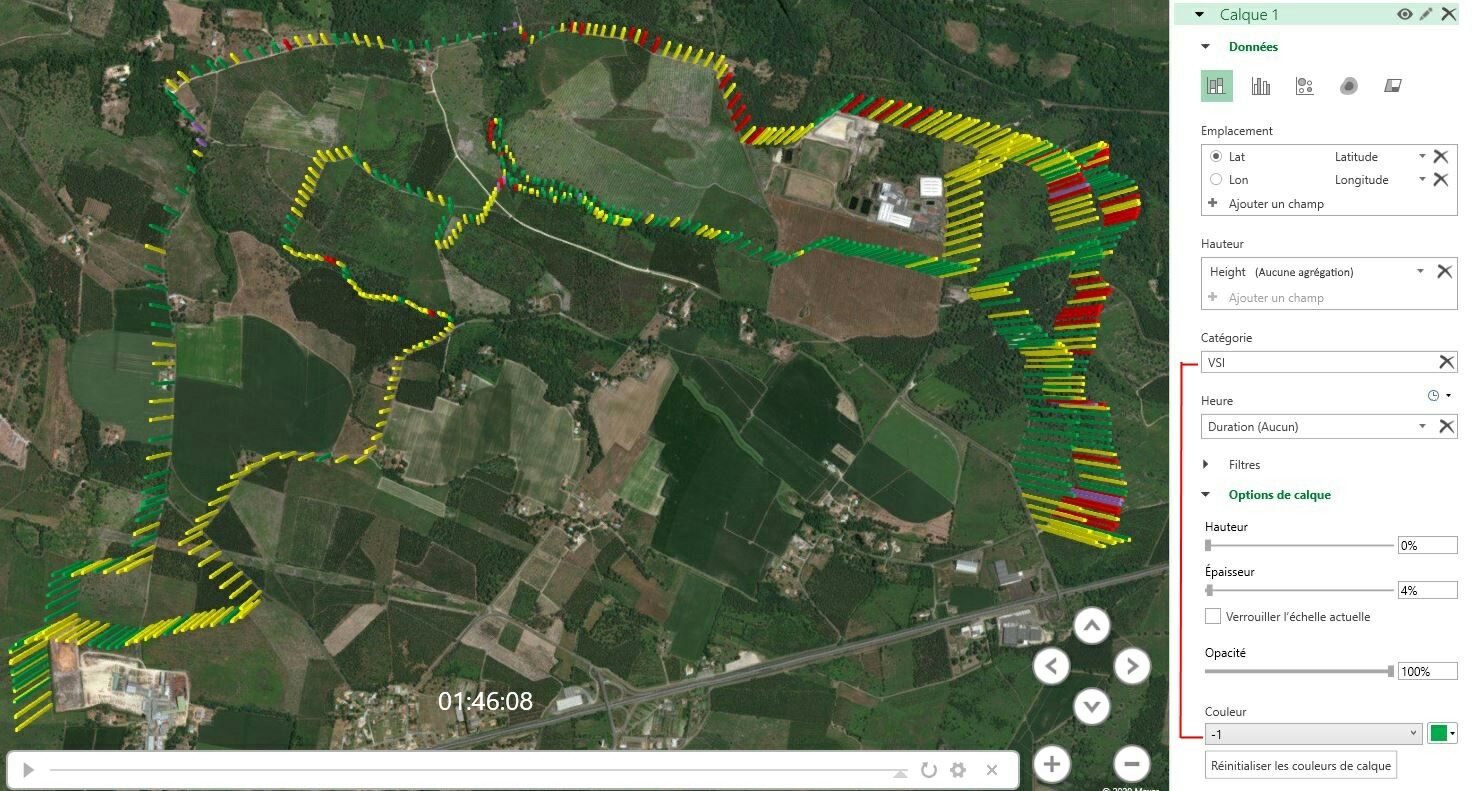 Calque 1
Données
Emplacement
Lat Latitude
Lon Longitude
Ajouter un champ
Hauteur
Height (Aucune agrégation)
Ajouter un champ
Catégorie
VSI
Heure
Duration (Aucun)
Filtres
Options de calque
Hauteur
0%
Épaisseur
4%
Verrouiller l'échelle actuelle
Opacité
100%
Couleur
-1
Réinitialiser les couleurs de calque
01:46:08